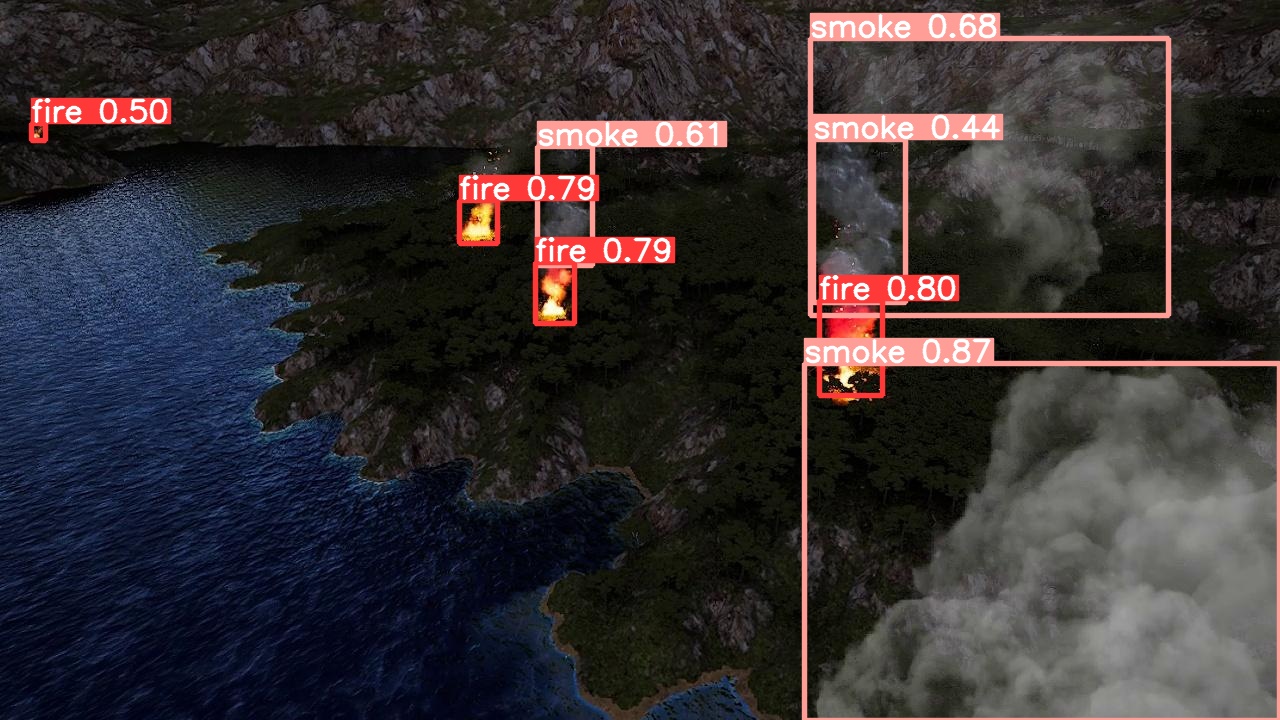 smoke 0.68
fire 0.50
smoke 0.44
smoke 0.61
fire 0.79
fire 0.79
fire 0.80
smoke 0.87